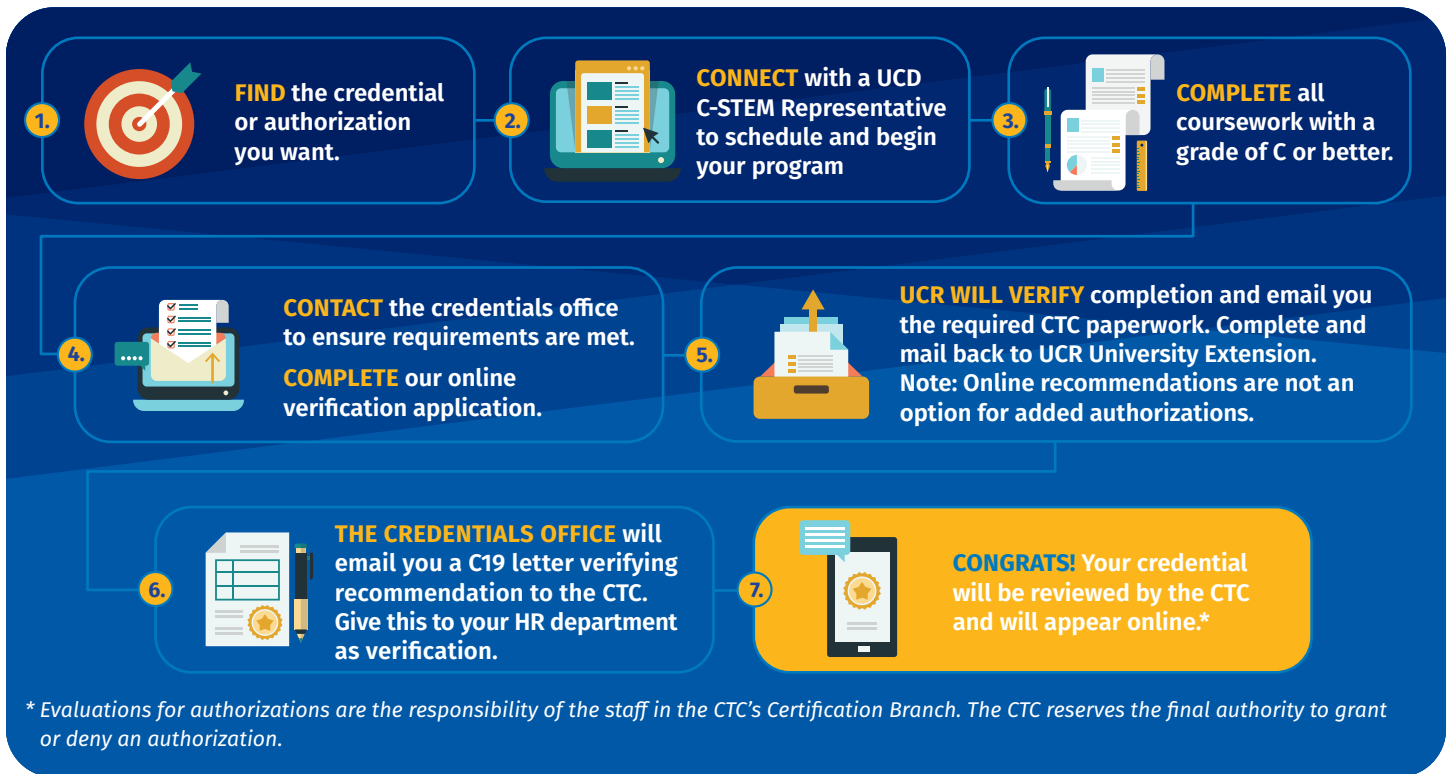 1.
FIND the credential
or authorization
you want.
2.
CONNECT with a UCD
C-STEM Representative
to schedule and begin
your program
3.
COMPLETE all
coursework with a
grade of C or better.
4.
CONTACT the credentials office
to ensure requirements are met.
COMPLETE our online
verification application.
5.
UCR WILL VERIFY completion and email you
the required CTC paperwork. Complete and
mail back to UCR University Extension.
Note: Online recommendations are not an
option for added authorizations.
6.
THE CREDENTIALS OFFICE will
email you a C19 letter verifying
recommendation to the CTC.
Give this to your HR department
as verification.
7.
CONGRATS! Your credential
will be reviewed by the CTC
and will appear online.*
* Evaluations for authorizations are the responsibility of the staff in the CTC's Certification Branch. The CTC reserves the final authority to grant
or deny an authorization.